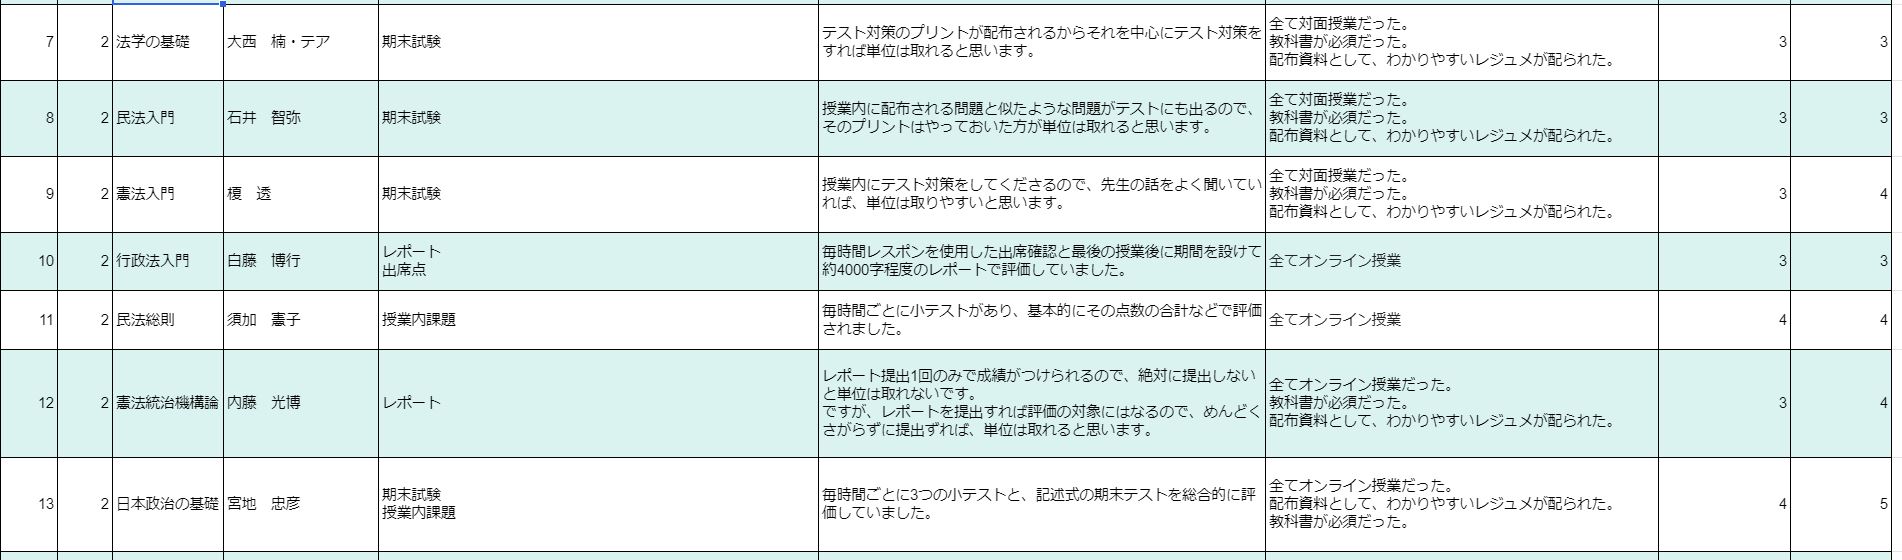 7 2 法学の基礎 大西　楠・テア 期末試験 テスト対策のプリントが配布されるからそれを中心にテスト対策をすれば単位は取れると思います。 全て対面授業だった。
教科書が必須だった。
配布資料として、わかりやすいレジュメが配られた。 3 3
8 2 民法入門 石井　智弥 期末試験 授業内に配布される問題と似たような問題がテストにも出るので、そのプリントはやっておいた方が単位は取れると思います。 全て対面授業だった。
教科書が必須だった。
配布資料として、わかりやすいレジュメが配られた。 3 3
9 2 憲法入門 榎　透 期末試験 授業内にテスト対策をしてくださるので、先生の話をよく聞いていれば、単位は取りやすいと思います。 全て対面授業だった。
教科書が必須だった。
配布資料として、わかりやすいレジュメが配られた。 3 4
10 2 行政法入門 白藤　博行 レポート
出席点 毎時間レスポンを使用した出席確認と最後の授業後に期間を設けて約4000字程度のレポートで評価していました。 全てオンライン授業 3 3
11 2 民法総則 須加　憲子 授業内課題 毎時間ごとに小テストがあり、基本的にその点数の合計などで評価されました。 全てオンライン授業 4 4
12 2 憲法統治機構論 内藤　光博 レポート レポート提出1回のみで成績がつけられるので、絶対に提出しないと単位は取れないです。
ですが、レポートを提出すれば評価の対象にはなるので、めんどくさがらずに提出ずれば、単位は取れると思います。 全てオンライン授業だった。
教科書が必須だった。
配布資料として、わかりやすいレジュメが配られた。 3 4
13 2 日本政治の基礎 宮地　忠彦 期末試験
授業内課題 毎時間ごとに3つの小テストと、記述式の期末テストを総合的に評価していました。 全てオンライン授業だった。
配布資料として、わかりやすいレジュメが配られた。
教科書が必須だった。 4 5